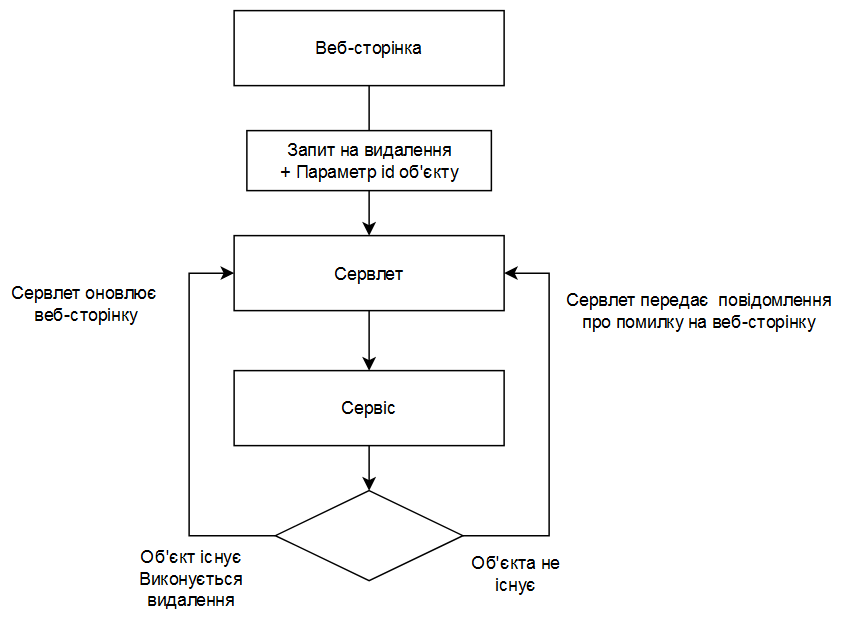 Веб-сторінка
Запит на видалення
+ Параметр id об'єкту
Сервлет
Сервлет оновлює
веб-сторінку
Сервлет передає повідомлення
про помилку на веб-сторінку
Сервіс
Об'єкт існує
Виконується
видалення
Об'єкта не
існує